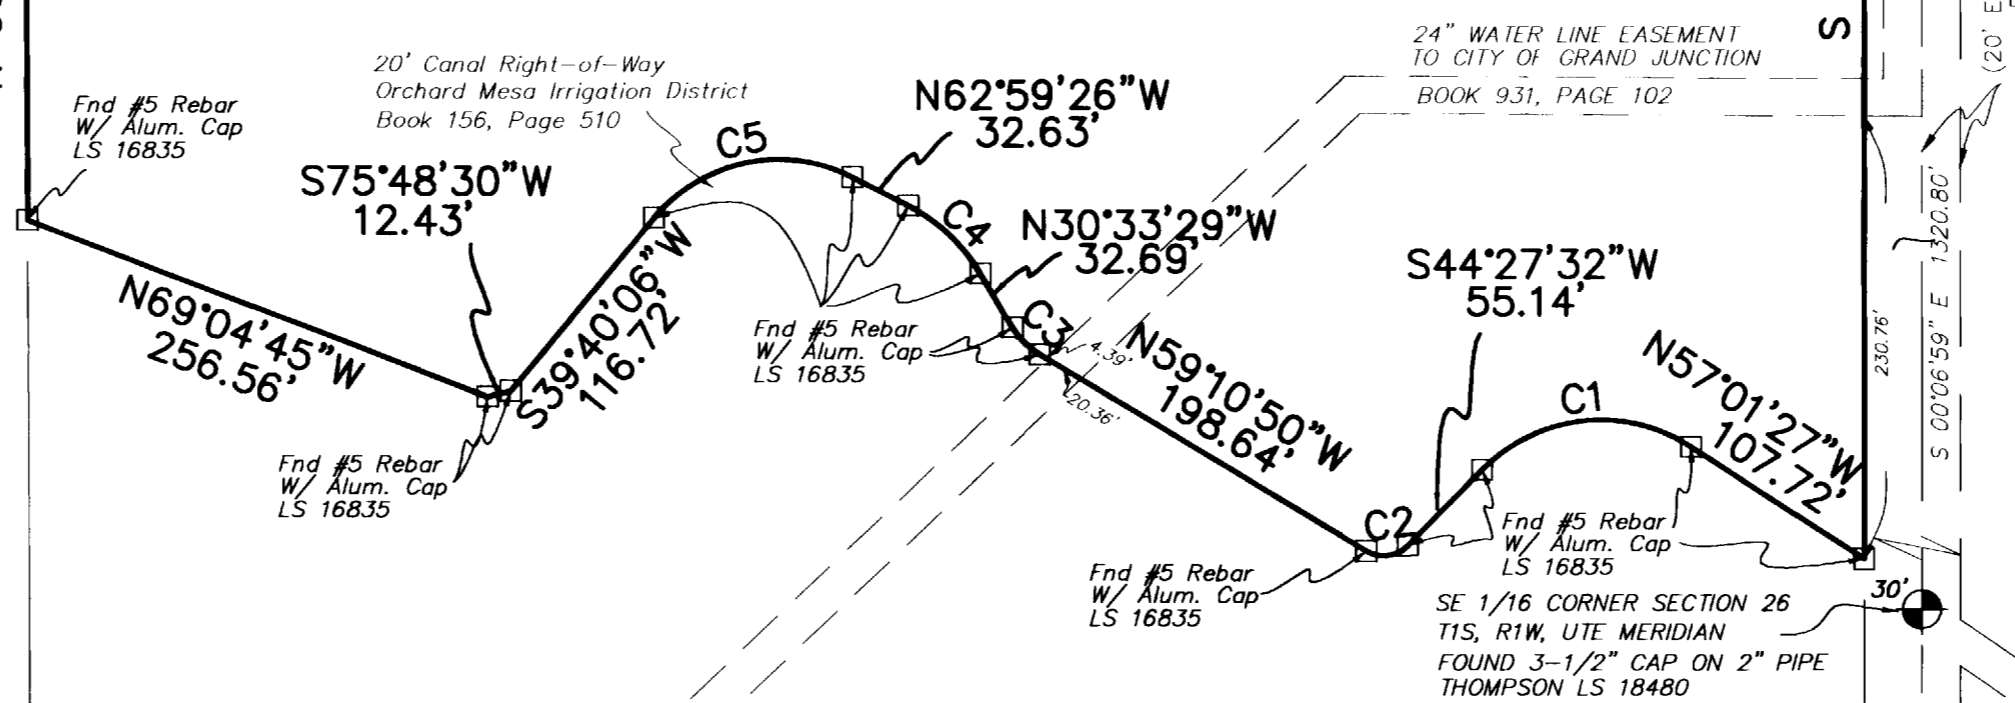 Fnd #5 Rebar
W/ Alum. Cap
LS 16835
20' Canal Right-of-Way
Orchard Mesa Irrigation District
Book 156, Page 510
S75°48'30"W
12.43'
C5
N62°59'26"W
32.63'
C4
N30°33'29"W
32.69'
24" WATER LINE EASEMENT
TO CITY OF GRAND JUNCTION
BOOK 931, PAGE 102
S
(20'
S44°27'32"W
55.14'
N69°04'45"W
256.56'
S39°40'06"W
116.72'
Fnd #5 Rebar
W/ Alum. Cap
LS 16835
C3
4.39'
20.36'
N59°10'50"W
198.64'
C1
N57°01'27"W
107.72'
230.76'
S 00°06'59" E 1320.80'
Fnd #5 Rebar
W/ Alum. Cap
LS 16835
C2
Fnd #5 Rebar
W/ Alum. Cap
LS 16835
Fnd #5 Rebar
W/ Alum. Cap
LS 16835
30'
SE 1/16 CORNER SECTION 26
T1S, R1W, UTE MERIDIAN
FOUND 3-1/2" CAP ON 2" PIPE
THOMPSON LS 18480